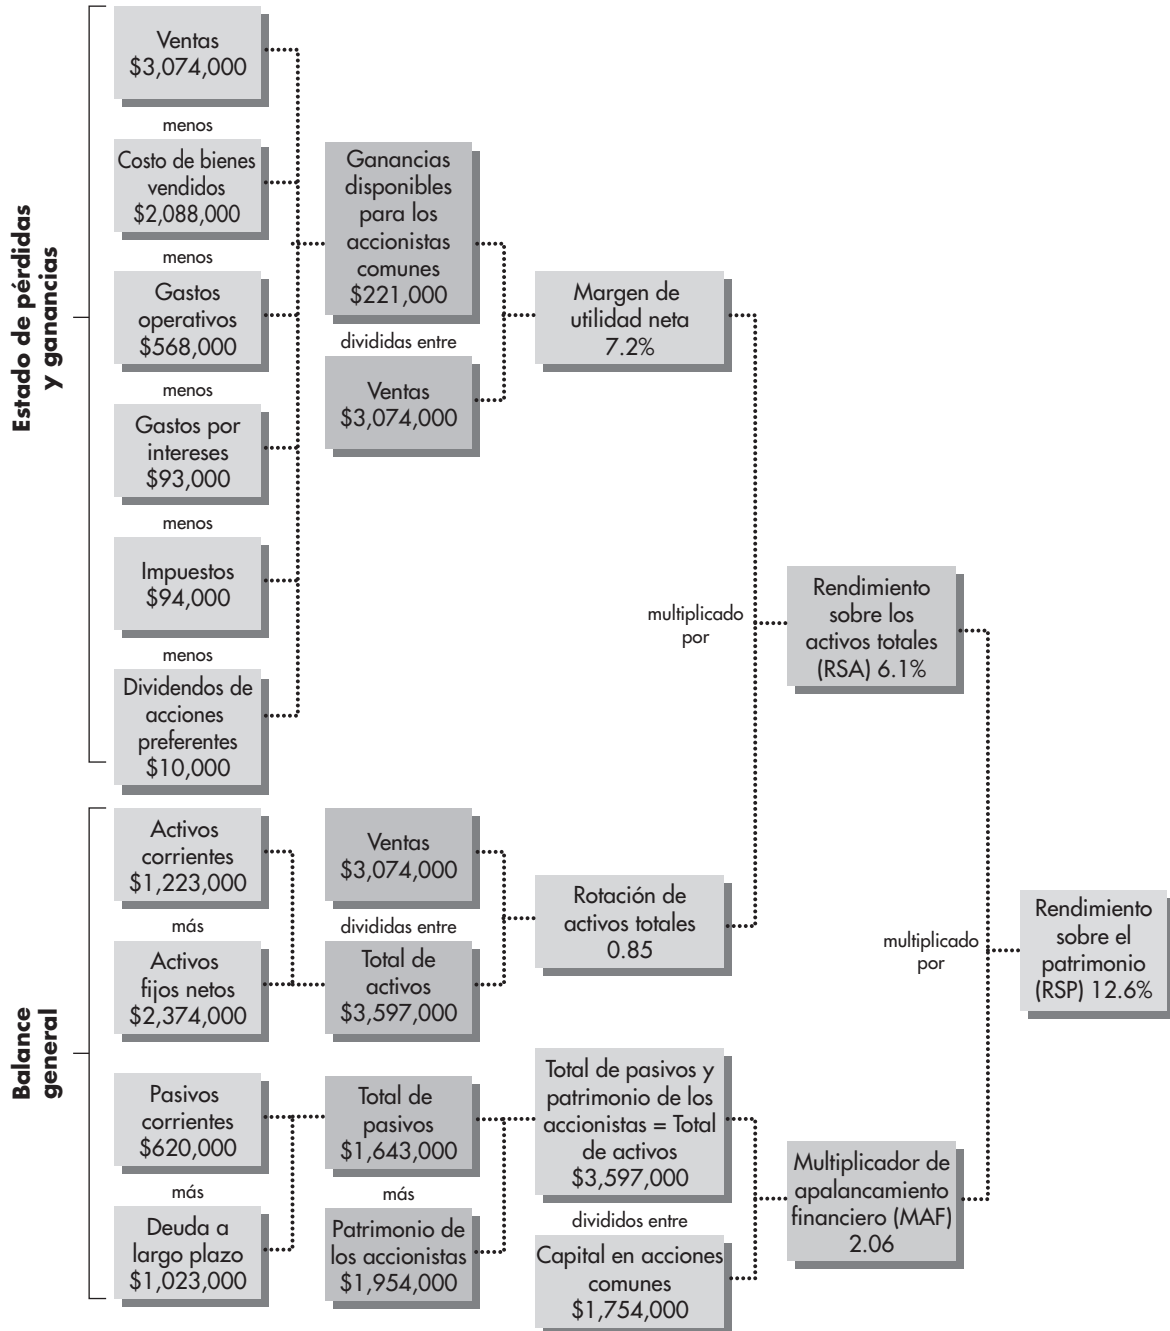 Estado de pérdidas
y ganancias
Ventas
$3,074,000
menos
Costo de bienes
vendidos
$2,088,000
menos
Gastos
operativos
$568,000
menos
Gastos por
intereses
$93,000
menos
Impuestos
$94,000
menos
Dividendos de
acciones
preferentes
$10,000
Ganancias
disponibles
para los
accionistas
comunes
$221,000
divididas entre
Ventas
$3,074,000
Margen de
utilidad neta
7.2%
multiplicado
por
Rendimiento
sobre los
activos totales
(RSA) 6.1%
Balance
general
Activos
corrientes
$1,223,000
más
Activos
fijos netos
$2,374,000
Ventas
$3,074,000
divididas entre
Total de
activos
$3,597,000
Rotación de
activos totales
0.85
multiplicado
por
Rendimiento
sobre el
patrimonio
(RSP) 12.6%
Pasivos
corrientes
$620,000
más
Deuda a
largo plazo
$1,023,000
Total de
pasivos
$1,643,000
más
Patrimonio de
los accionistas
$1,954,000
Total de pasivos y
patrimonio de los
accionistas = Total
de activos
$3,597,000
divididos entre
Capital en acciones
comunes
$1,754,000
Multiplicador de
apalancamiento
financiero (MAF)
2.06